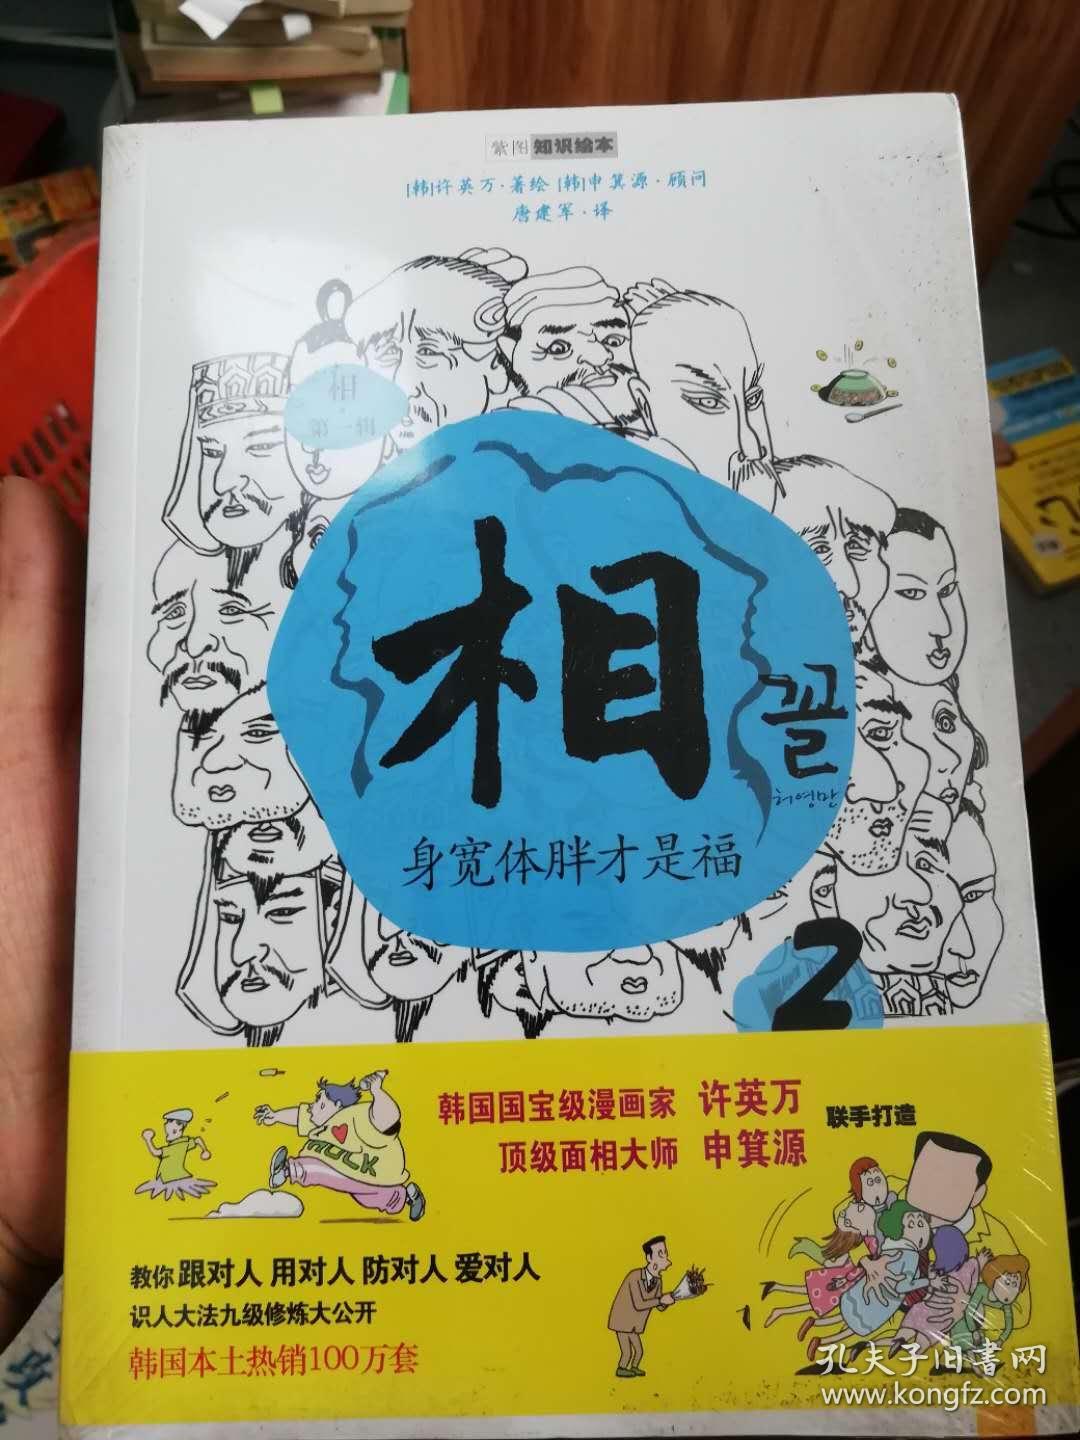 紫图 知识绘本
[韩]许英万·著绘 [韩]申箕源·顾问
唐建军·译
相
第一辑
相
꼴
허영만
身宽体胖才是福
2
韩国国宝级漫画家 许英万
顶级面相大师 申箕源
联手打造
教你 跟对人 用对人 防对人 爱对人
识人大法九级修炼大公开
韩国本土热销100万套
孔夫子旧書网
www.kongfz.com